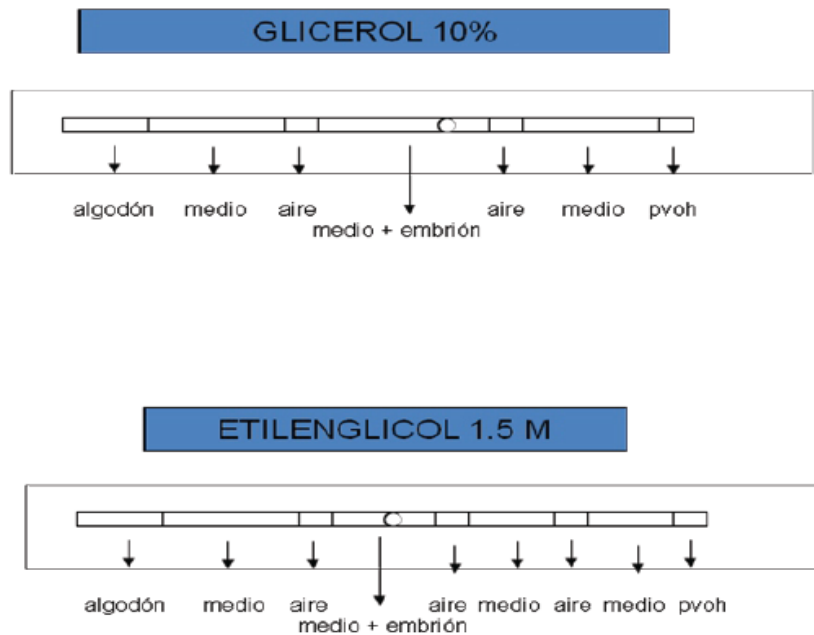 GLICEROL 10%
algodón medio aire aire medio pvoh
medio + embrión
ETILENGLICOL 1.5 M
algodón medio aire aire medio aire medio pvoh
medio + embrión